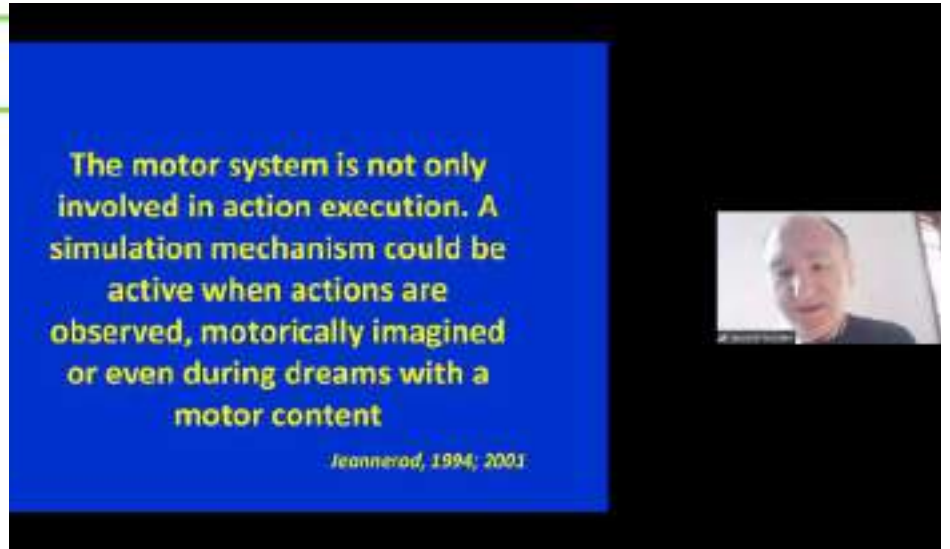 The motor system is not only
involved in action execution. A
simulation mechanism could be
active when actions are
observed, motorically imagined
or even during dreams with a
motor content
Jeannerod, 1994; 2001